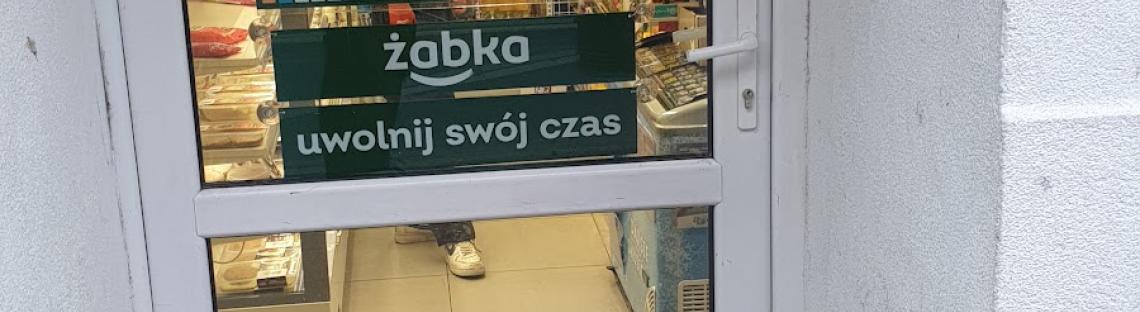 żabka
uwolnij swój czas